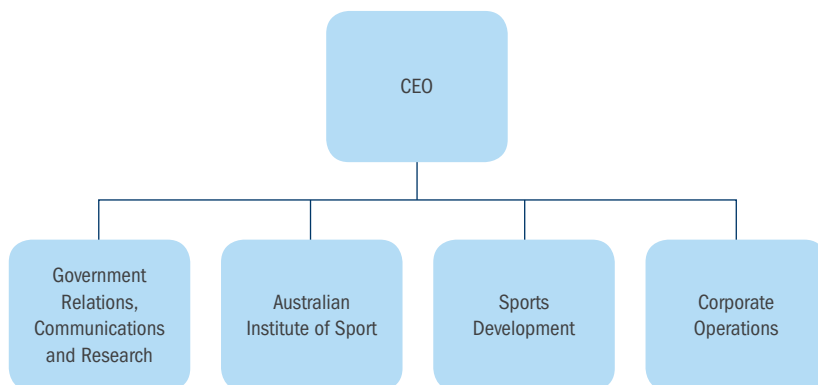 CEO
Government
Relations,
Communications
and Research
Australian
Institute of Sport
Sports
Development
Corporate
Operations